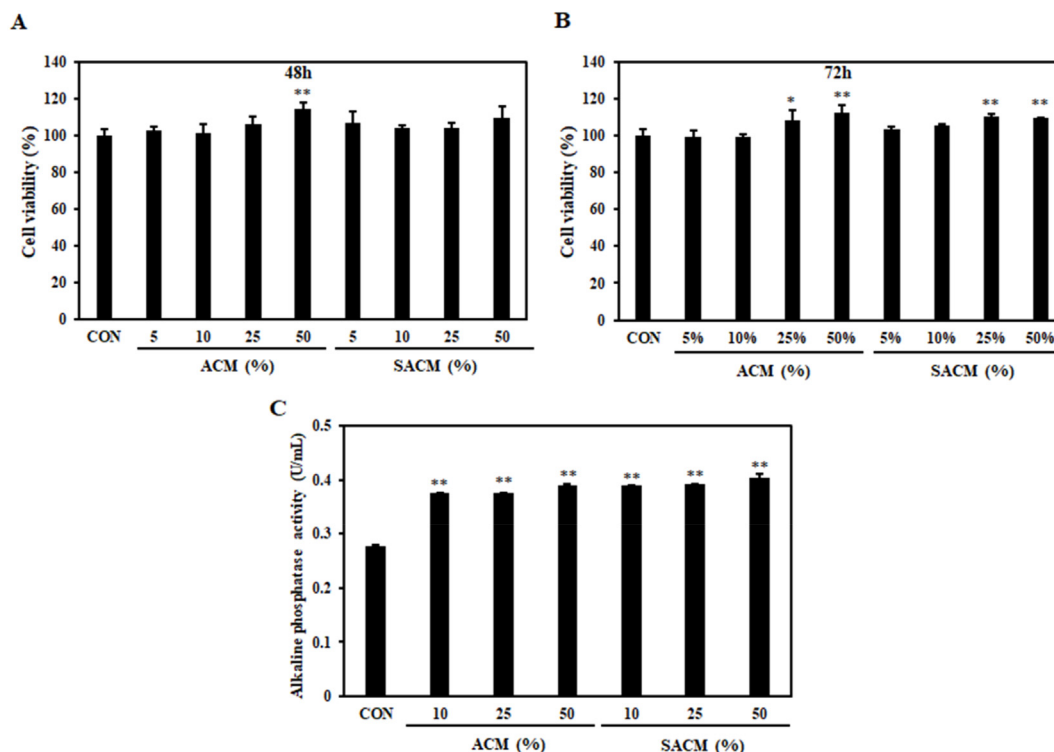 A
Cell viability (%)
140
120
100
80
60
40
20
0
48h
**
CON 5 10 25 50 5 10 25 50
ACM (%) SACM (%)
B
Cell viability (%)
140
120
100
80
60
40
20
0
72h
* ** ** **
CON 5% 10% 25% 50% 5% 10% 25% 50%
ACM (%) SACM (%)
C
Alkaline phosphatase activity (U/mL)
0.5
0.4
0.3
0.2
0.1
0
** ** ** ** ** **
CON 10 25 50 10 25 50
ACM (%) SACM (%)